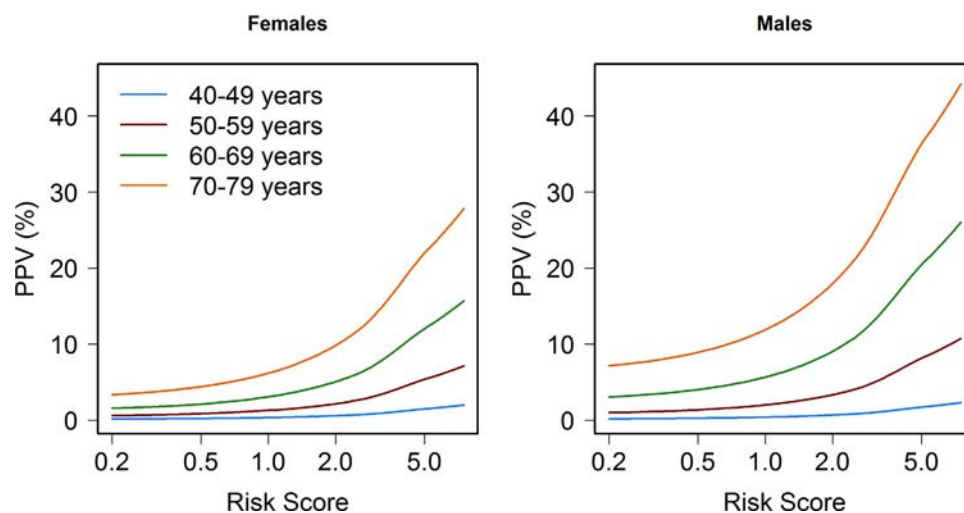 Females
40
30
20
10
0
PPV (%)
40-49 years
50-59 years
60-69 years
70-79 years
0.2
0.5
1.0
2.0
5.0
Risk Score
Males
40
30
20
10
0
PPV (%)
0.2
0.5
1.0
2.0
5.0
Risk Score